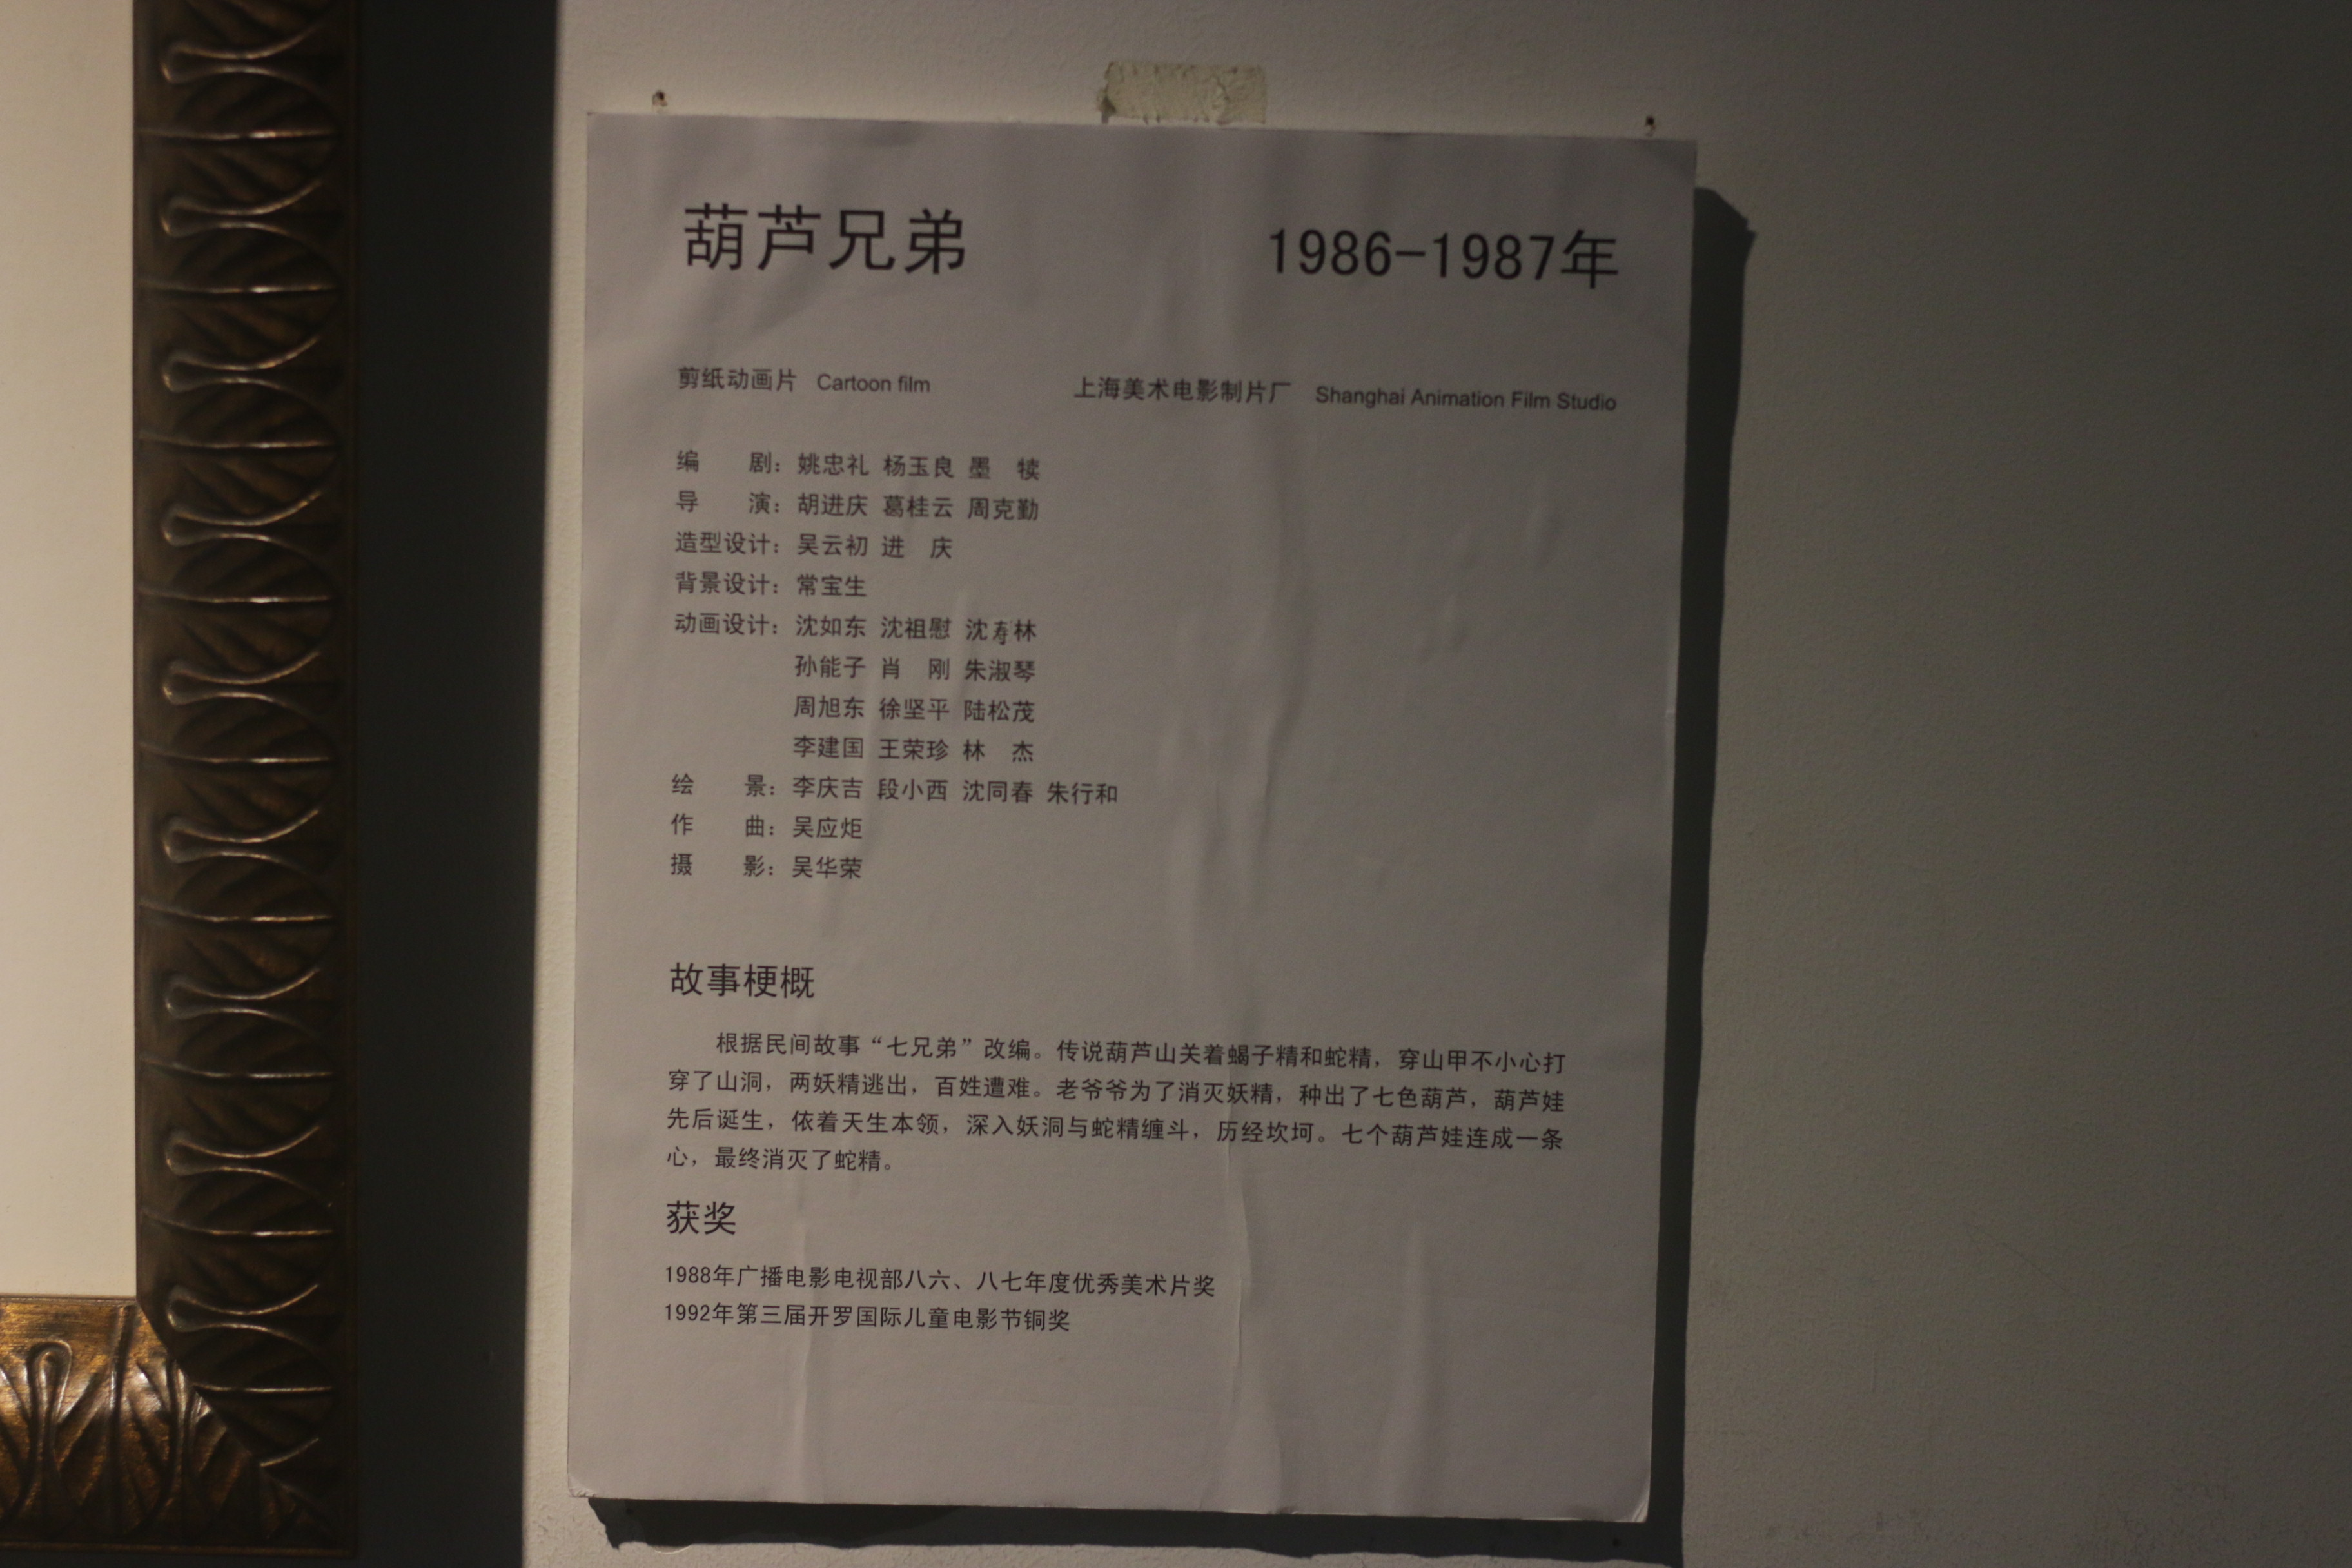 葫芦兄弟 1986-1987年
剪纸动画片 Cartoon film 上海美术电影制片厂 Shanghai Animation Film Studio
编 剧：姚忠礼 杨玉良 墨 犊
导 演：胡进庆 葛桂云 周克勤
造型设计：吴云初 进 庆
背景设计：常宝生
动画设计：沈如东 沈祖慰 沈寿林
孙能子 肖 刚 朱淑琴
周旭东 徐坚平 陆松茂
李建国 王荣珍 林 杰
绘 景：李庆吉 段小西 沈同春 朱行和
作 曲：吴应炬
摄 影：吴华荣
故事梗概
根据民间故事“七兄弟”改编。传说葫芦山关着蝎子精和蛇精，穿山甲不小心打
穿了山洞，两妖精逃出，百姓遭难。老爷爷为了消灭妖精，种出了七色葫芦，葫芦娃
先后诞生，依着天生本领，深入妖洞与蛇精缠斗，历经坎坷。七个葫芦娃连成一条
心，最终消灭了蛇精。
获奖
1988年广播电影电视部八六、八七年度优秀美术片奖
1992年第三届开罗国际儿童电影节铜奖